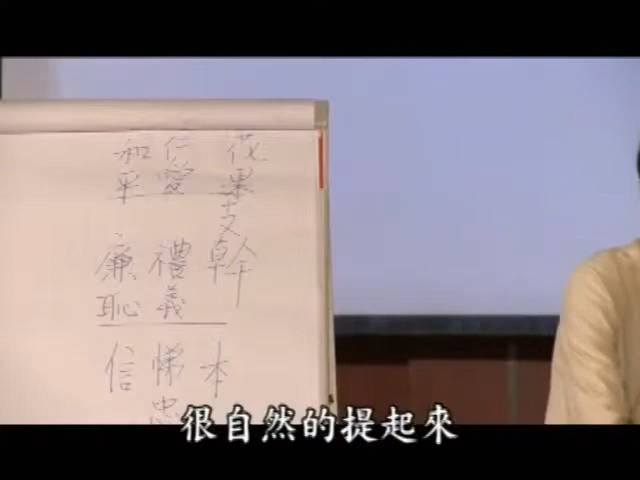 花果 仁愛 和平
枝
幹 禮義 廉恥
本 悌忠 信
很自然的提起來